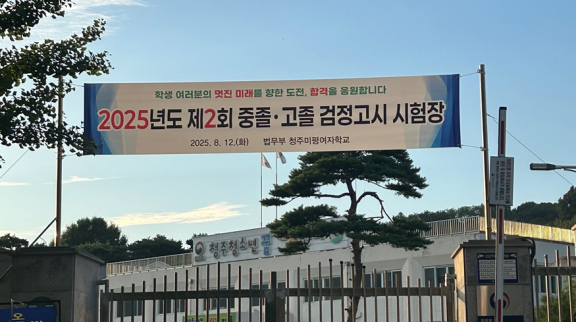 학생 여러분의 멋진 미래를 향한 도전, 합격을 응원합니다
2025년도 제2회 중졸·고졸 검정고시 시험장
2025. 8. 12.(화) 법무부 청주미평여자학교
청주청소년